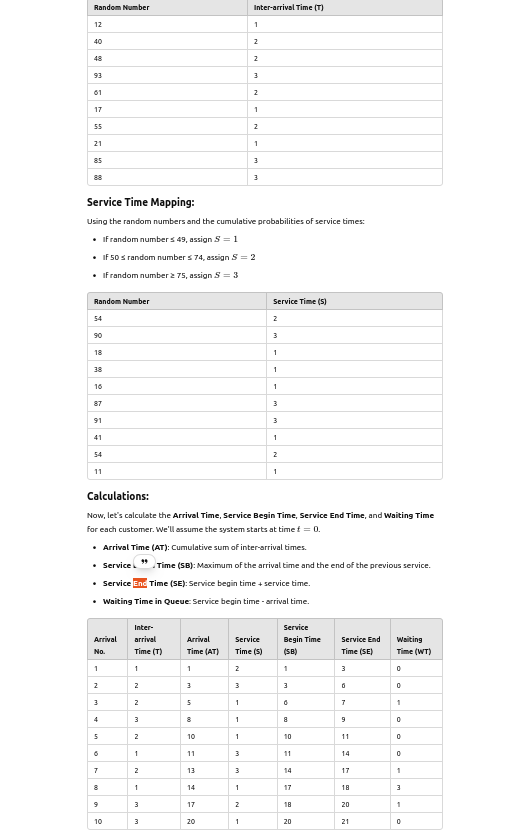 Random Number Inter-arrival Time (T)
12 1
40 2
48 2
93 3
61 2
17 1
55 2
21 1
85 3
88 3
Service Time Mapping:
Using the random numbers and the cumulative probabilities of service times:
• If random number ≤ 49, assign S = 1
• If 50 ≤ random number ≤ 74, assign S = 2
• If random number ≥ 75, assign S = 3
Random Number Service Time (S)
54 2
90 3
18 1
38 1
16 1
87 3
91 3
41 1
54 2
11 1
Calculations:
Now, let's calculate the Arrival Time, Service Begin Time, Service End Time, and Waiting Time
for each customer. We'll assume the system starts at time t = 0.
• Arrival Time (AT): Cumulative sum of inter-arrival times.
• Service Time (SB): Maximum of the arrival time and the end of the previous service.
• Service End Time (SE): Service begin time + service time.
• Waiting Time in Queue: Service begin time - arrival time.
Arrival No. Inter-arrival Time (T) Arrival Time (AT) Service Time (S) Service Begin Time (SB) Service End Time (SE) Waiting Time (WT)
1 1 1 2 1 3 0
2 2 3 3 3 6 0
3 2 5 1 6 7 1
4 3 8 1 8 9 0
5 2 10 1 10 11 0
6 1 11 3 11 14 0
7 2 13 3 14 17 1
8 1 14 1 17 18 3
9 3 17 2 18 20 1
10 3 20 1 20 21 0